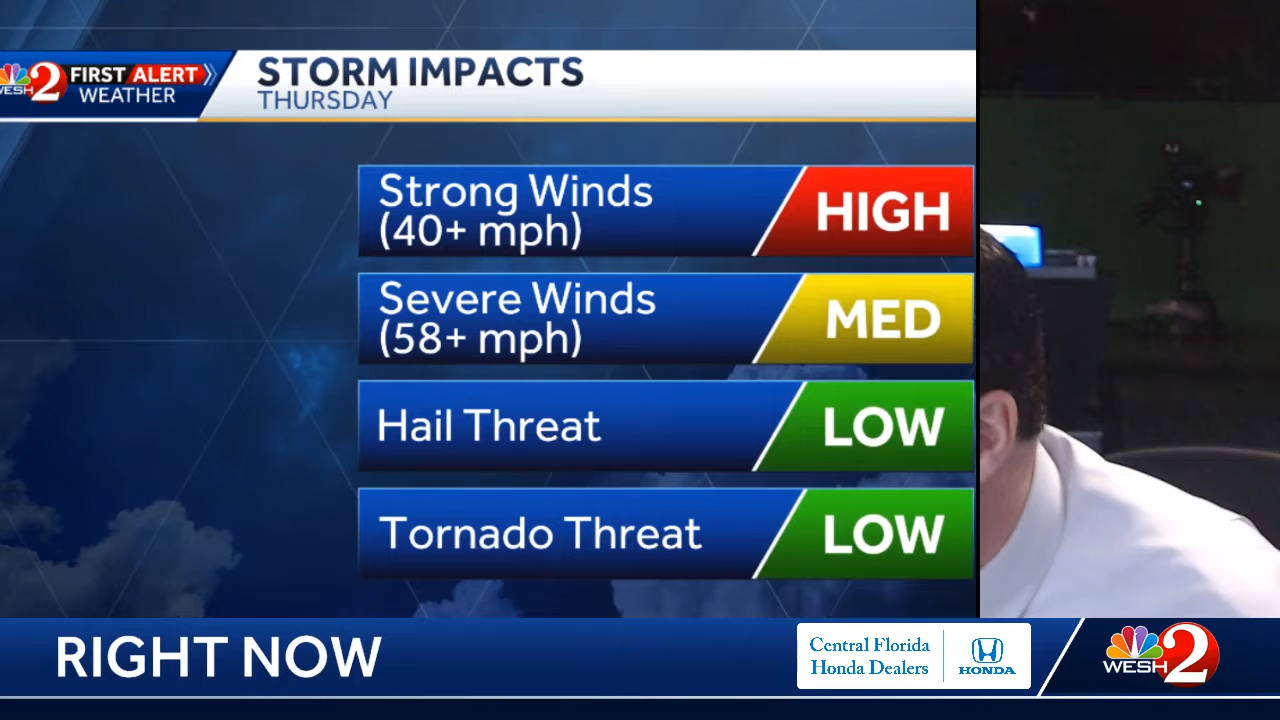 WESH 2 FIRST ALERT
WEATHER
STORM IMPACTS
THURSDAY
Strong Winds
(40+ mph)
HIGH
Severe Winds
(58+ mph)
MED
Hail Threat
LOW
Tornado Threat
LOW
RIGHT NOW
Central Florida
Honda Dealers
HONDA
WESH 2